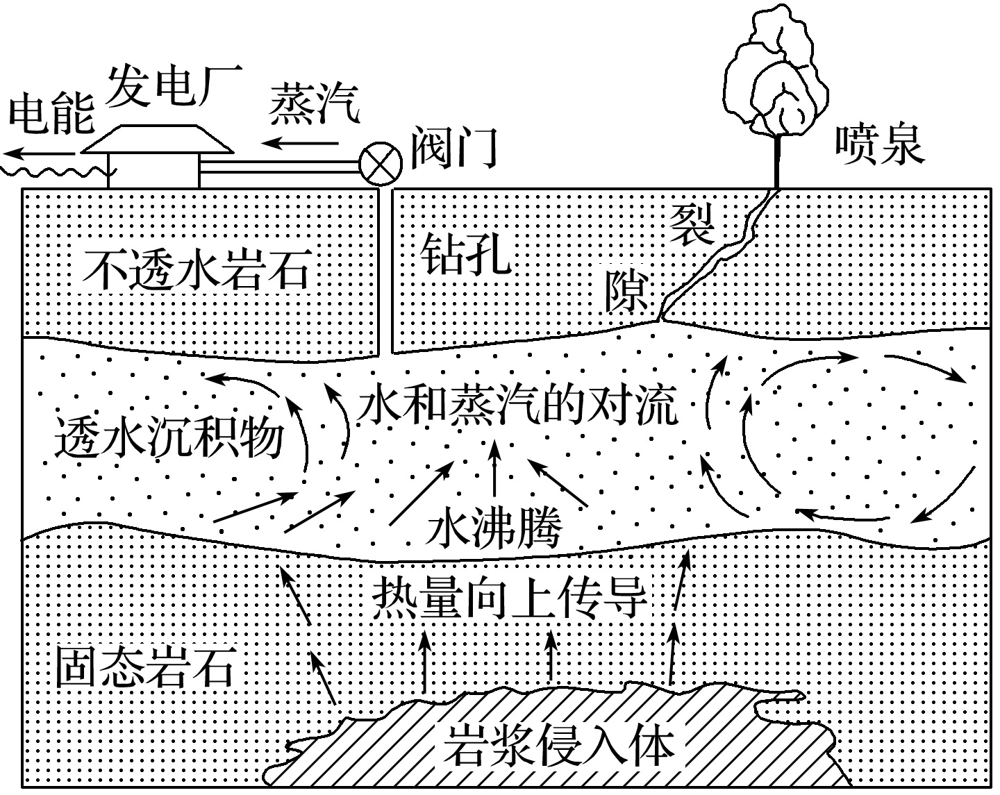 发电厂
电能
蒸汽
阀门
喷泉
裂
隙
钻孔
不透水岩石
水和蒸汽的对流
透水沉积物
水沸腾
热量向上传导
固态岩石
岩浆侵入体